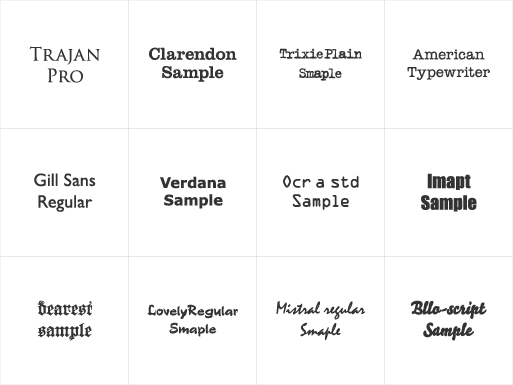 TRAJAN
PRO
Clarendon
Sample
TrixiePlain
Smaple
American
Typewriter
Gill Sans
Regular
Verdana
Sample
Ocr a std
Sample
Imapt
Sample
Dearest
sample
LovelyRegular
Smaple
Mistral regular
Smaple
Bllo-script
Sample